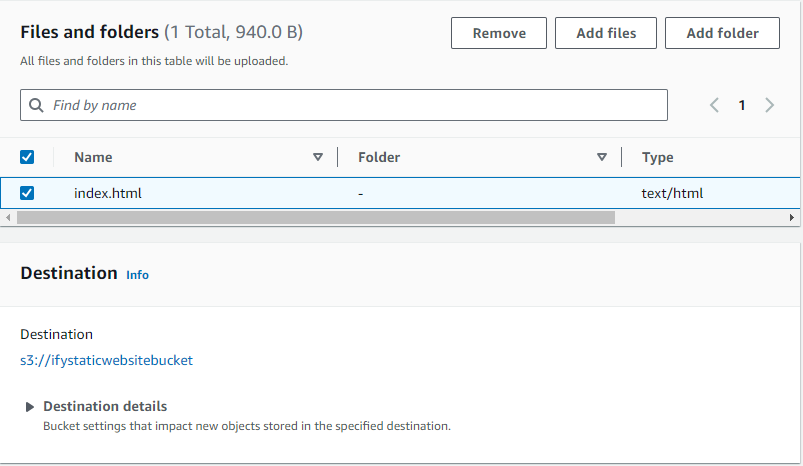 Files and folders (1 Total, 940.0 B)
Remove
Add files
Add folder
All files and folders in this table will be uploaded.
Find by name
1
Name Folder Type
index.html - text/html
Destination Info
Destination
s3://ifystaticwebsitebucket
Destination details
Bucket settings that impact new objects stored in the specified destination.